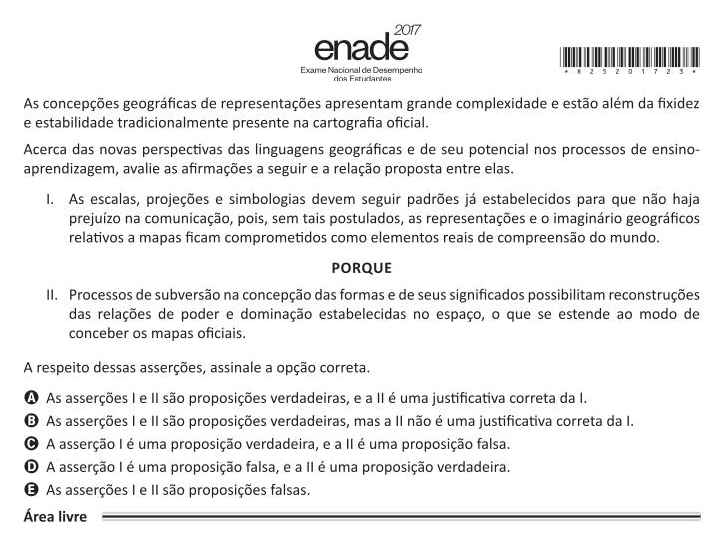 2017
enade
Exame Nacional de Desempenho
dos Estudantes
*R25201723*
As concepções geográficas de representações apresentam grande complexidade e estão além da fixidez
e estabilidade tradicionalmente presente na cartografia oficial.
Acerca das novas perspectivas das linguagens geográficas e de seu potencial nos processos de ensino-
aprendizagem, avalie as afirmações a seguir e a relação proposta entre elas.
I. As escalas, projeções e simbologias devem seguir padrões já estabelecidos para que não haja
prejuízo na comunicação, pois, sem tais postulados, as representações e o imaginário geográficos
relativos a mapas ficam comprometidos como elementos reais de compreensão do mundo.
PORQUE
II. Processos de subversão na concepção das formas e de seus significados possibilitam reconstruções
das relações de poder e dominação estabelecidas no espaço, o que se estende ao modo de
conceber os mapas oficiais.
A respeito dessas asserções, assinale a opção correta.
A As asserções I e II são proposições verdadeiras, e a II é uma justificativa correta da I.
B As asserções I e II são proposições verdadeiras, mas a II não é uma justificativa correta da I.
C A asserção I é uma proposição verdadeira, e a II é uma proposição falsa.
D A asserção I é uma proposição falsa, e a II é uma proposição verdadeira.
E As asserções I e II são proposições falsas.
Área livre